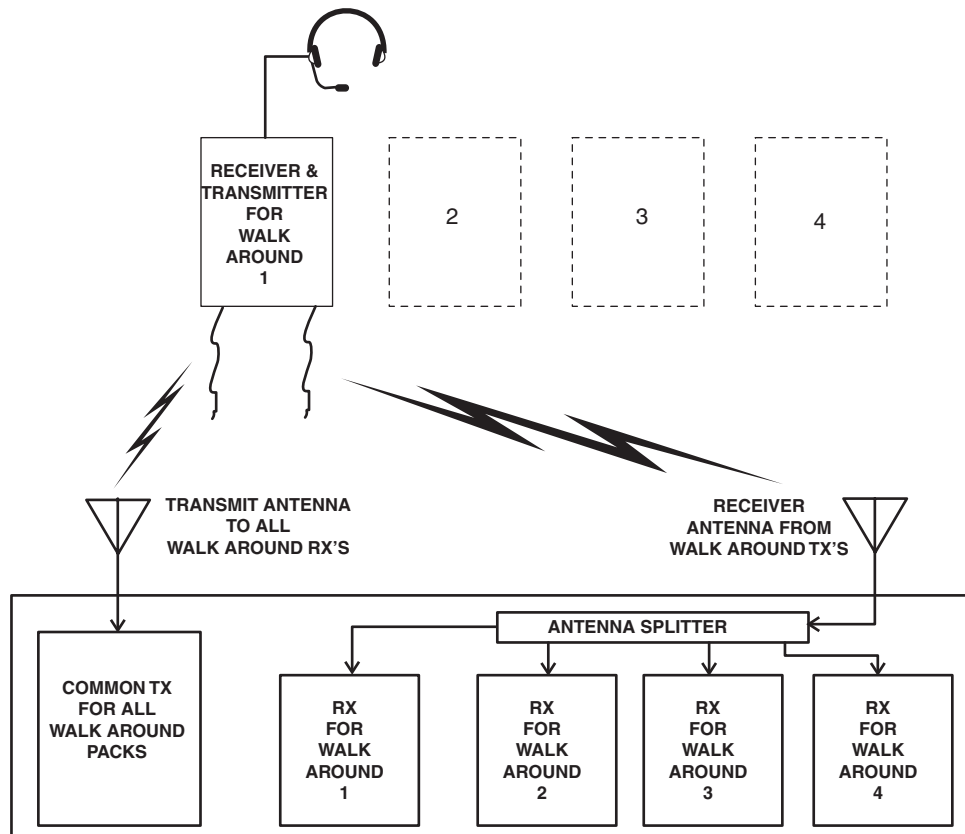 RECEIVER &
TRANSMITTER
FOR
WALK
AROUND
1
2
3
4
TRANSMIT ANTENNA
TO ALL
WALK AROUND RX'S
RECEIVER
ANTENNA FROM
WALK AROUND TX'S
ANTENNA SPLITTER
COMMON TX
FOR ALL
WALK AROUND
PACKS
RX
FOR
WALK
AROUND
1
RX
FOR
WALK
AROUND
2
RX
FOR
WALK
AROUND
3
RX
FOR
WALK
AROUND
4